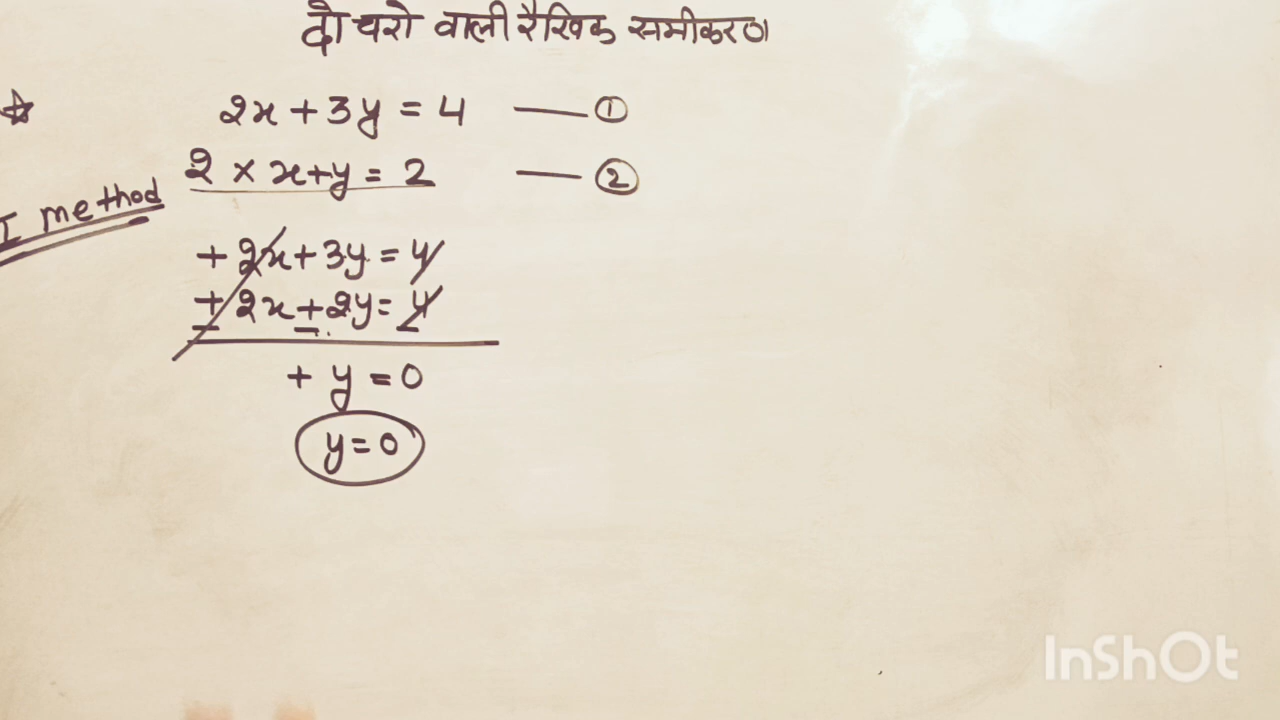 दो चरो वाली रैखिक समीकरण
☆ 2x + 3y = 4 —— ①
2 × x+y = 2 —— ②
I method
+ 2x + 3y = 4
+ 2x + 2y = 4
- - -
+ y = 0
y = 0
InShOt